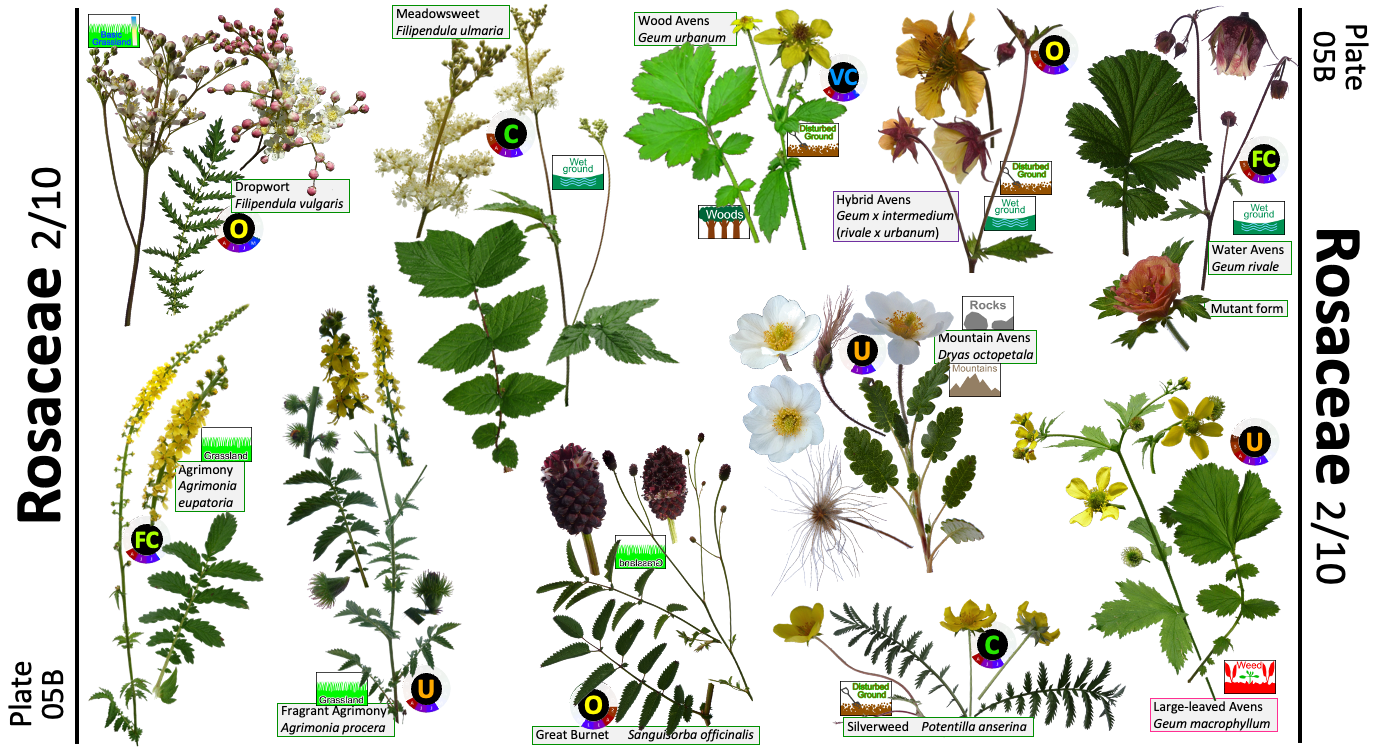 Plate
05B
Rosaceae 2/10
Basic
Grassland
Dropwort
Filipendula vulgaris
O
Meadowsweet
Filipendula ulmaria
C
Wet
ground
Wood Avens
Geum urbanum
VC
Disturbed
Ground
Woods
O
Disturbed
Ground
Hybrid Avens
Geum x intermedium
(rivale x urbanum)
Wet
ground
FC
Wet
ground
Water Avens
Geum rivale
Mutant form
Plate
05B
Rosaceae 2/10
Grassland
Agrimony
Agrimonia
eupatoria
FC
Grassland
Fragrant Agrimony
Agrimonia procera
U
Grassland
O
Great Burnet Sanguisorba officinalis
Rocks
U
Mountain Avens
Dryas octopetala
Mountains
C
Disturbed
Ground
Silverweed Potentilla anserina
U
Weed
Large-leaved Avens
Geum macrophyllum